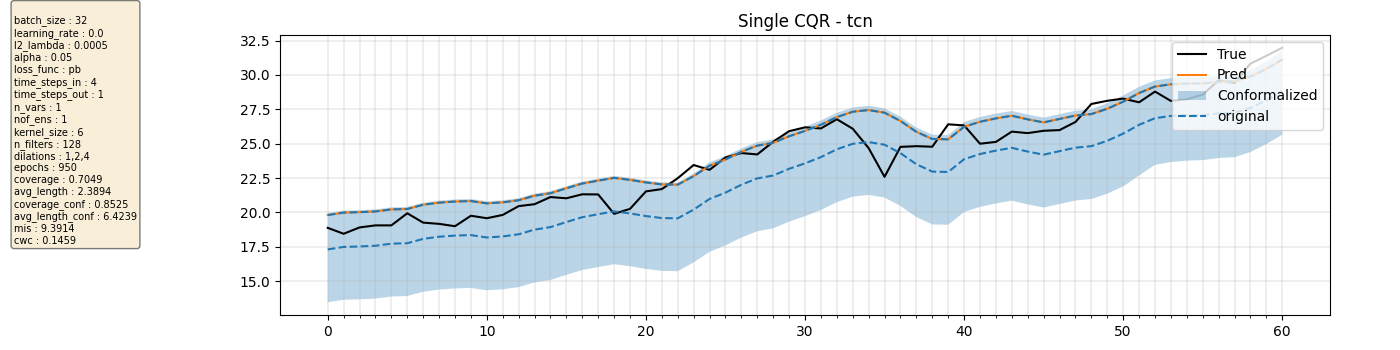 batch_size : 32
learning_rate : 0.0
l2_lambda : 0.0005
alpha : 0.05
loss_func : pb
time_steps_in : 4
time_steps_out : 1
n_vars : 1
nof_ens : 1
kernel_size : 6
n_filters : 128
dilations : 1,2,4
epochs : 950
coverage : 0.7049
avg_length : 2.3894
coverage_conf : 0.8525
avg_length_conf : 6.4239
mis : 9.3914
cwc : 0.1459
Single CQR - tcn
32.5
30.0
27.5
25.0
22.5
20.0
17.5
15.0
True
Pred
Conformalized
original
0 10 20 30 40 50 60